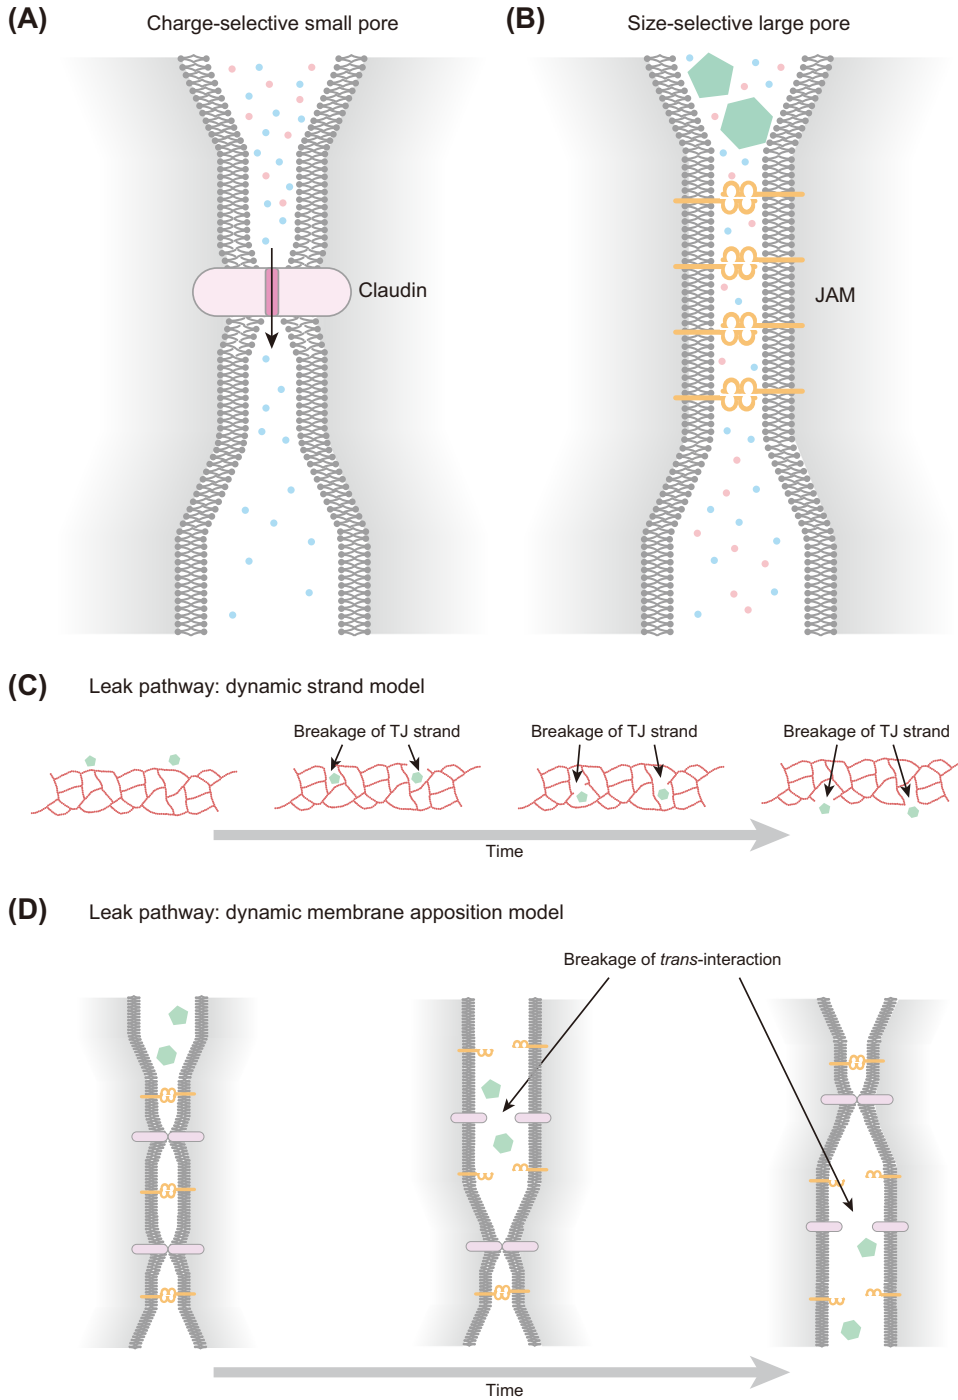 (A) Charge-selective small pore
(B) Size-selective large pore
Claudin
JAM
(C) Leak pathway: dynamic strand model
Breakage of TJ strand
Breakage of TJ strand
Breakage of TJ strand
Time
(D) Leak pathway: dynamic membrane apposition model
Breakage of trans-interaction
Time